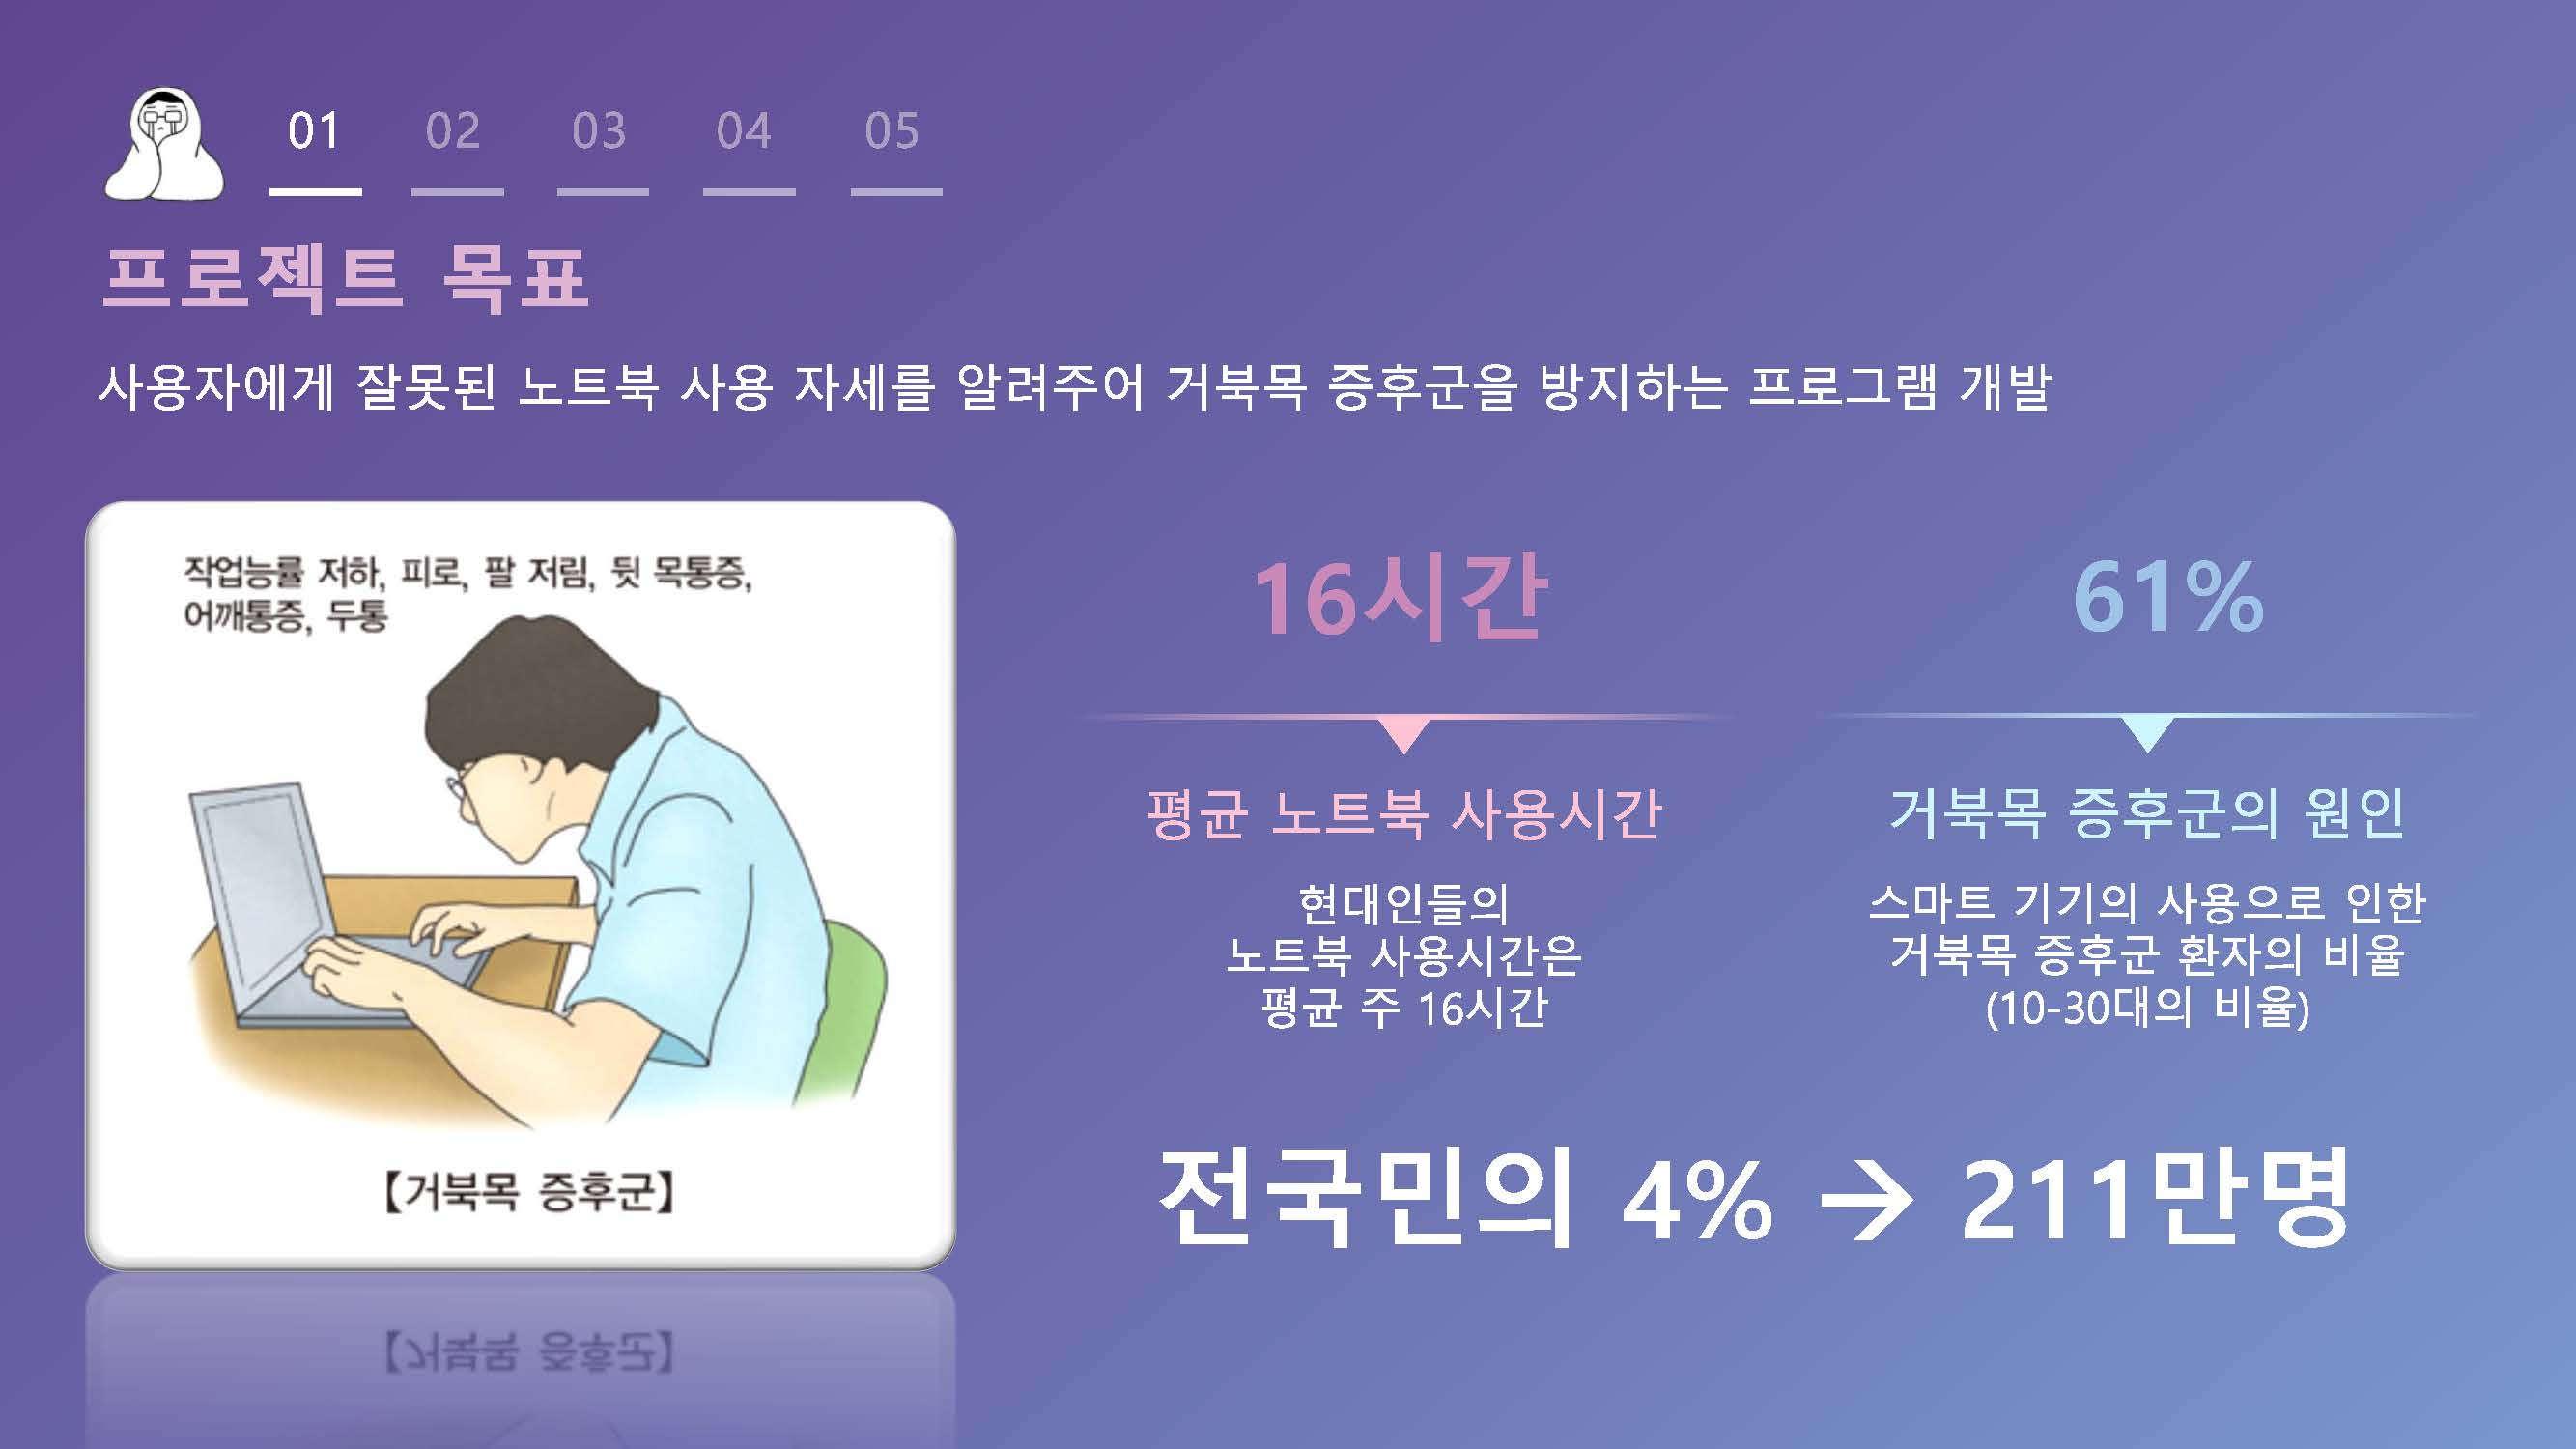 01 02 03 04 05
프로젝트 목표
사용자에게 잘못된 노트북 사용 자세를 알려주어 거북목 증후군을 방지하는 프로그램 개발
작업능률 저하, 피로, 팔 저림, 뒷 목통증,
어깨통증, 두통
【거북목 증후군】
16시간
평균 노트북 사용시간
현대인들의
노트북 사용시간은
평균 주 16시간
61%
거북목 증후군의 원인
스마트 기기의 사용으로 인한
거북목 증후군 환자의 비율
(10-30대의 비율)
전국민의 4% → 211만명